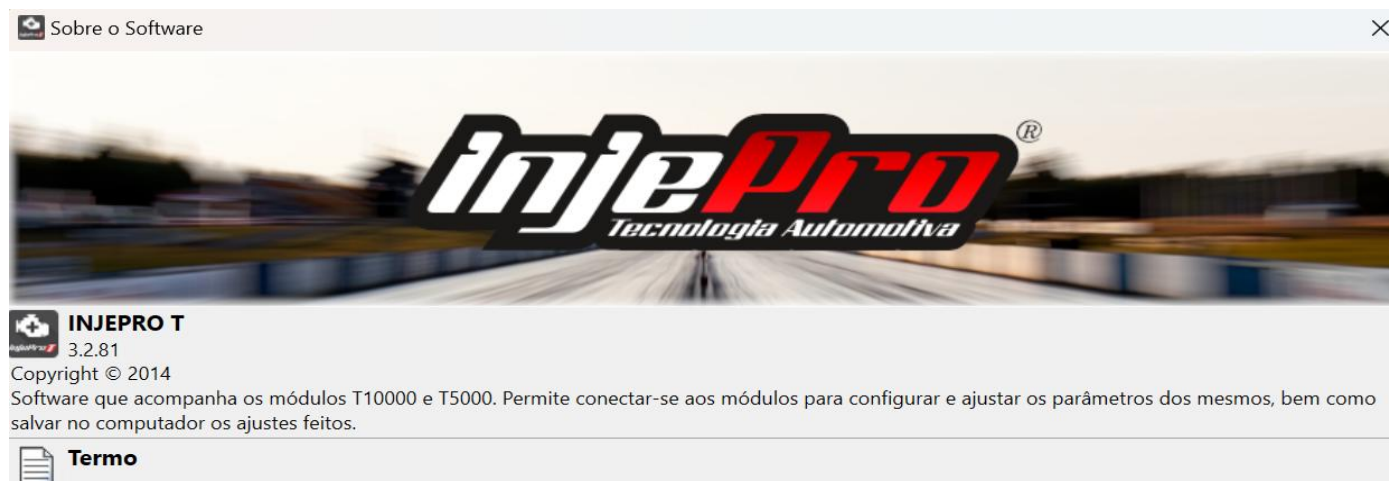 Sobre o Software
injePro®
Tecnologia Automotiva
INJEPRO T
3.2.81
Copyright © 2014
Software que acompanha os módulos T10000 e T5000. Permite conectar-se aos módulos para configurar e ajustar os parâmetros dos mesmos, bem como
salvar no computador os ajustes feitos.
Termo